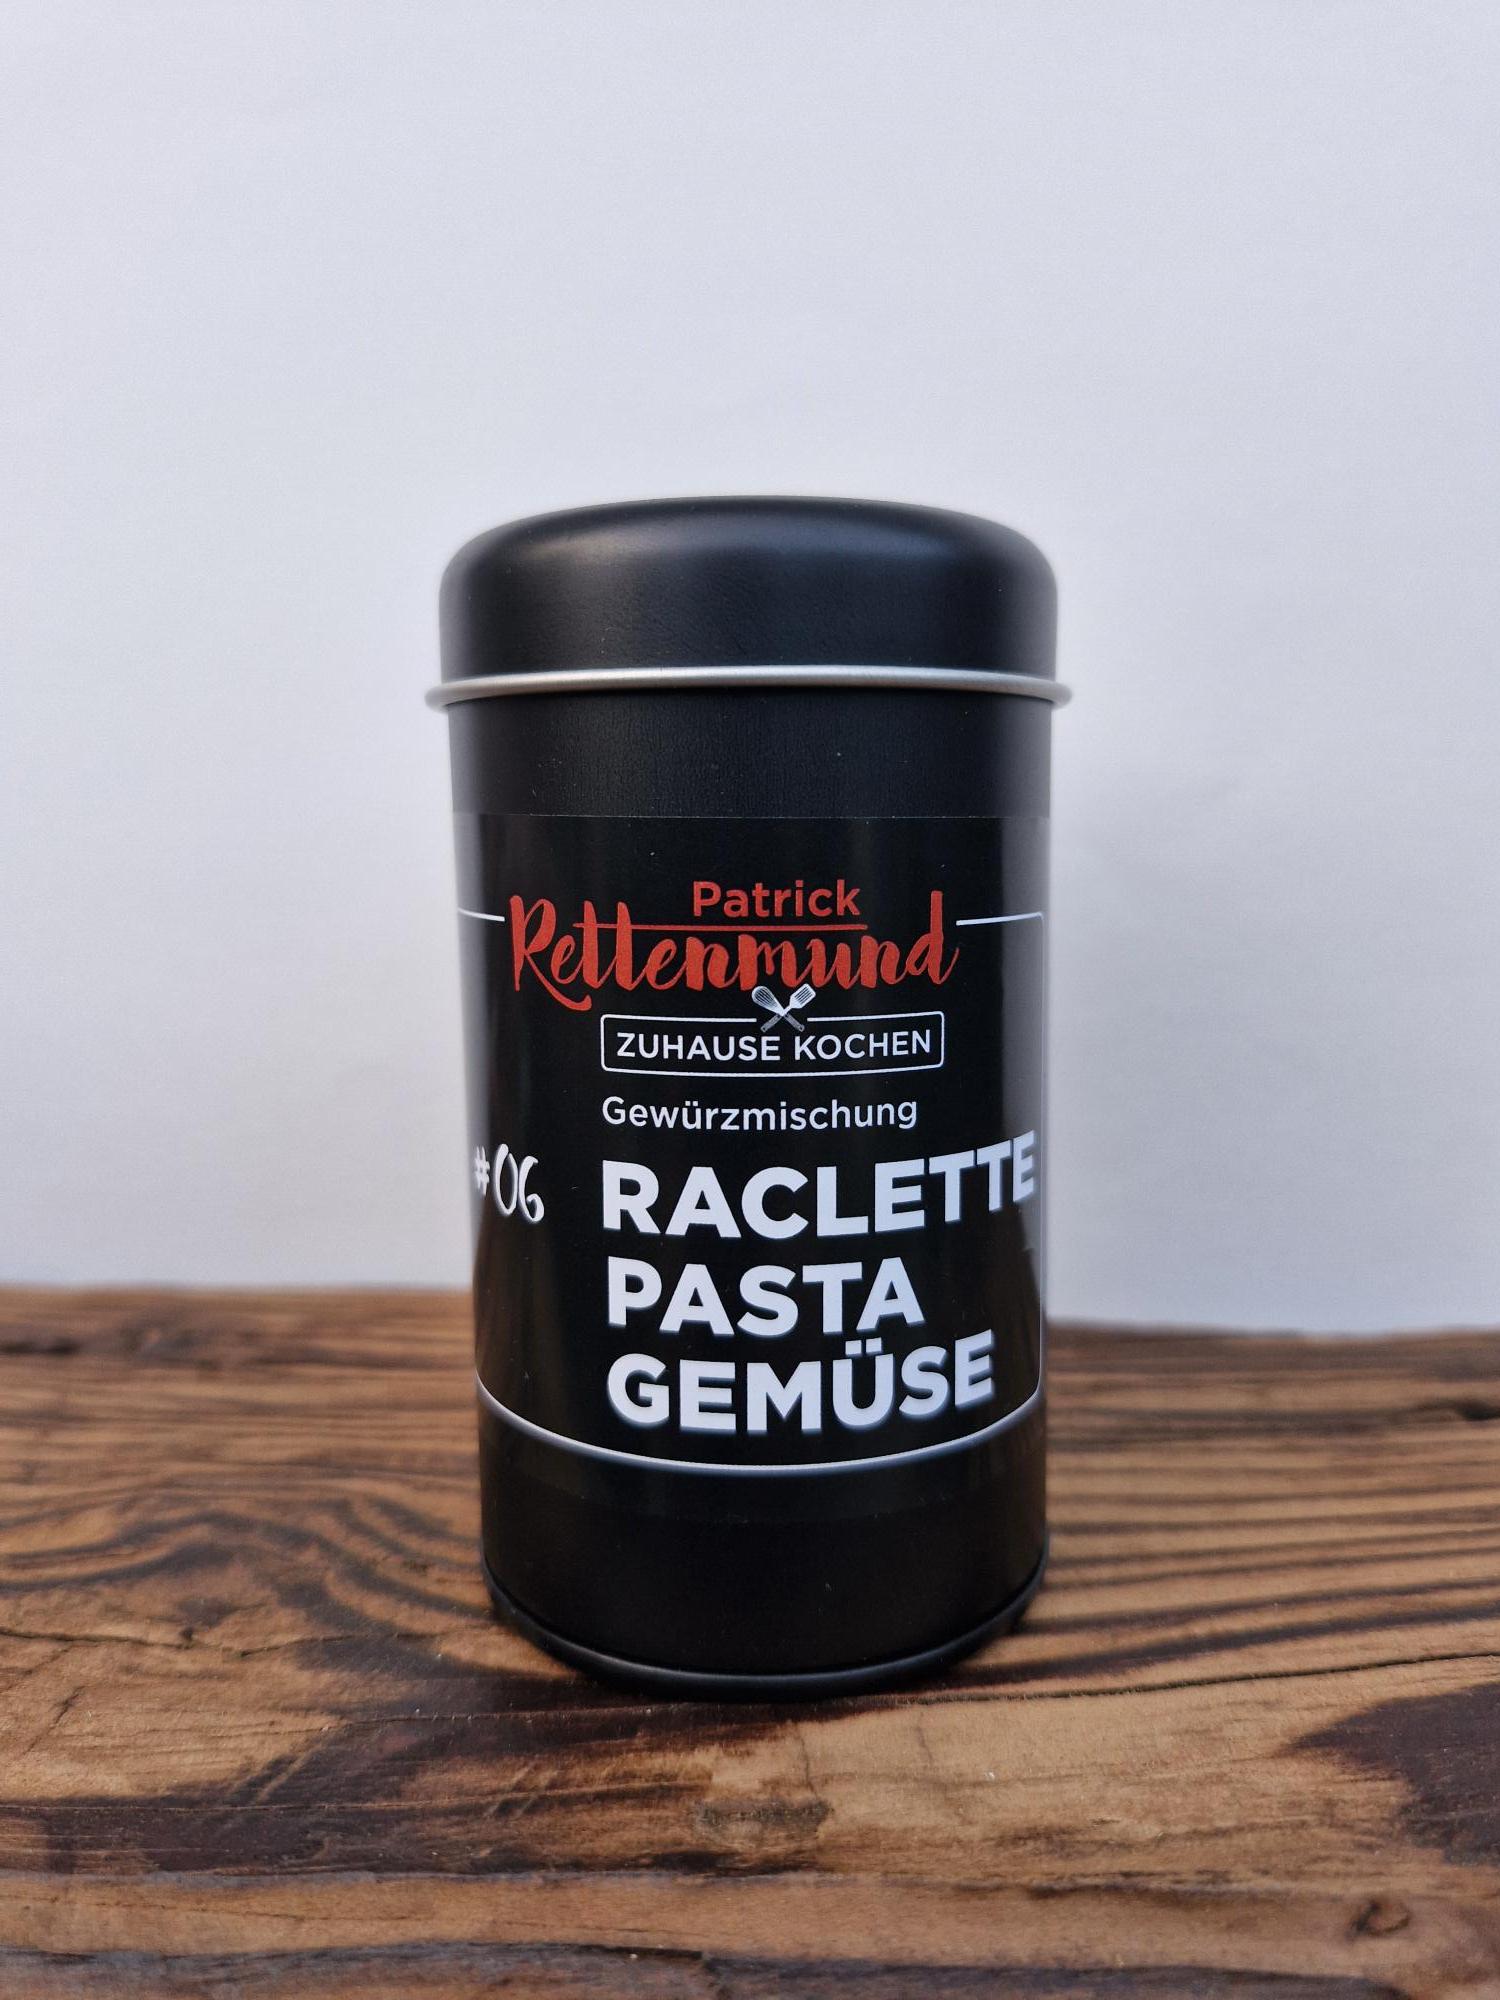 Patrick
Rettenmund
ZUHAUSE KOCHEN
Gewürzmischung
#06
RACLETTE
PASTA
GEMÜSE